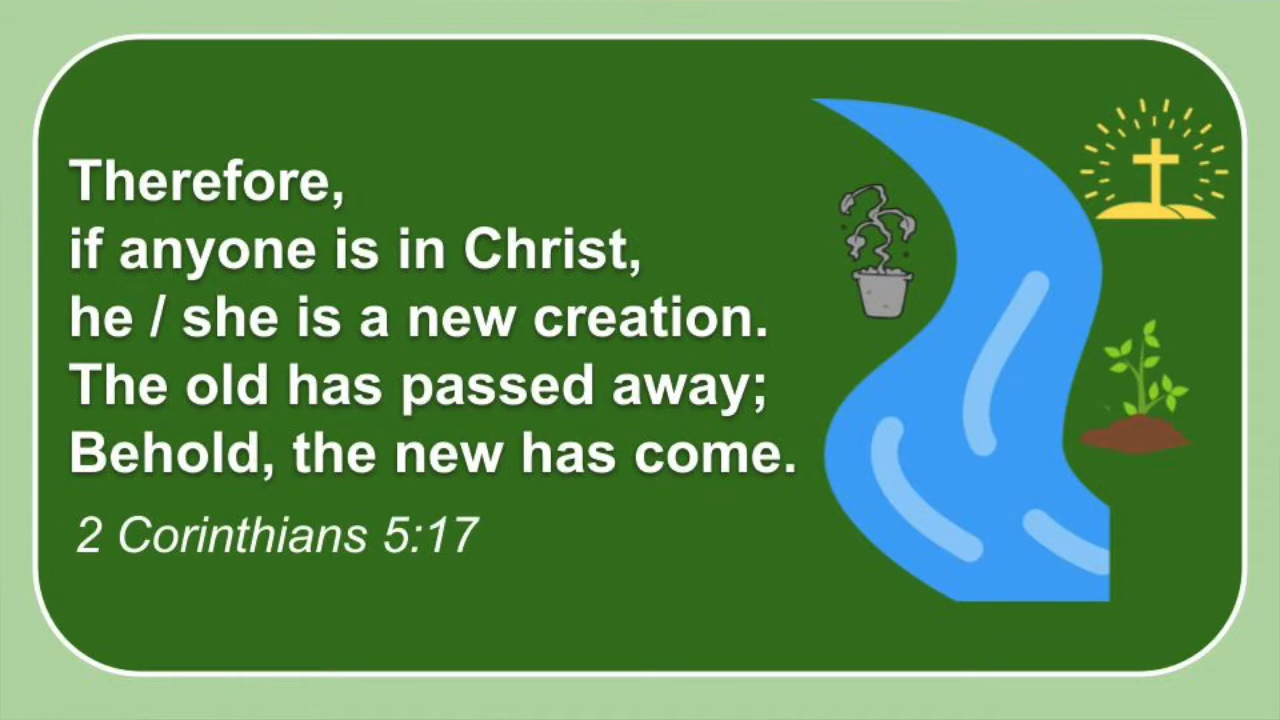 Therefore,
if anyone is in Christ,
he / she is a new creation.
The old has passed away;
Behold, the new has come.
2 Corinthians 5:17